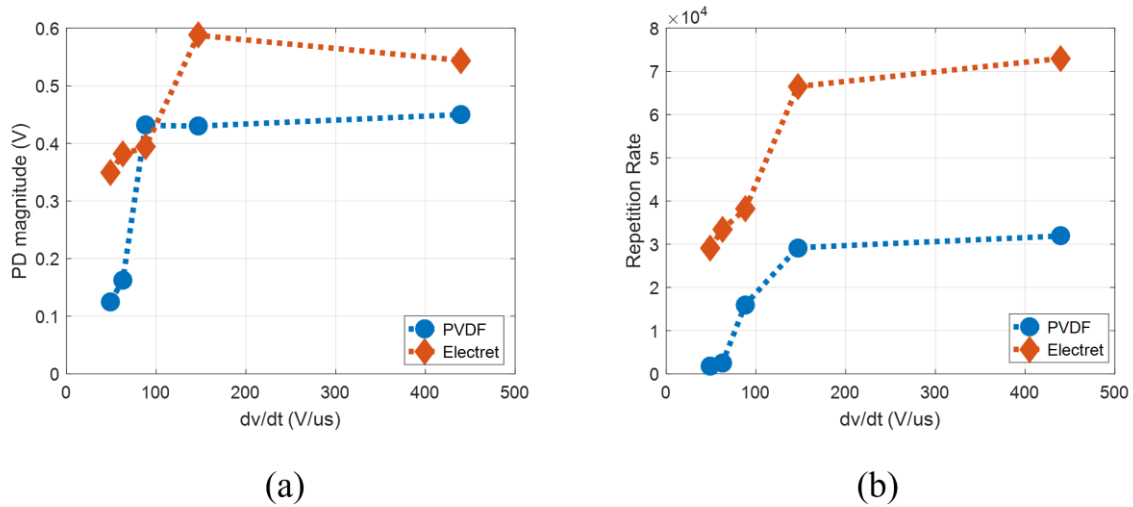 0.6
0.5
0.4
0.3
0.2
0.1
0
PD magnitude (V)
0 100 200 300 400 500
dv/dt (V/us)
PVDF
Electret
(a)
×10⁴
8
7
6
5
4
3
2
1
0
Repetition Rate
0 100 200 300 400 500
dv/dt (V/us)
PVDF
Electret
(b)